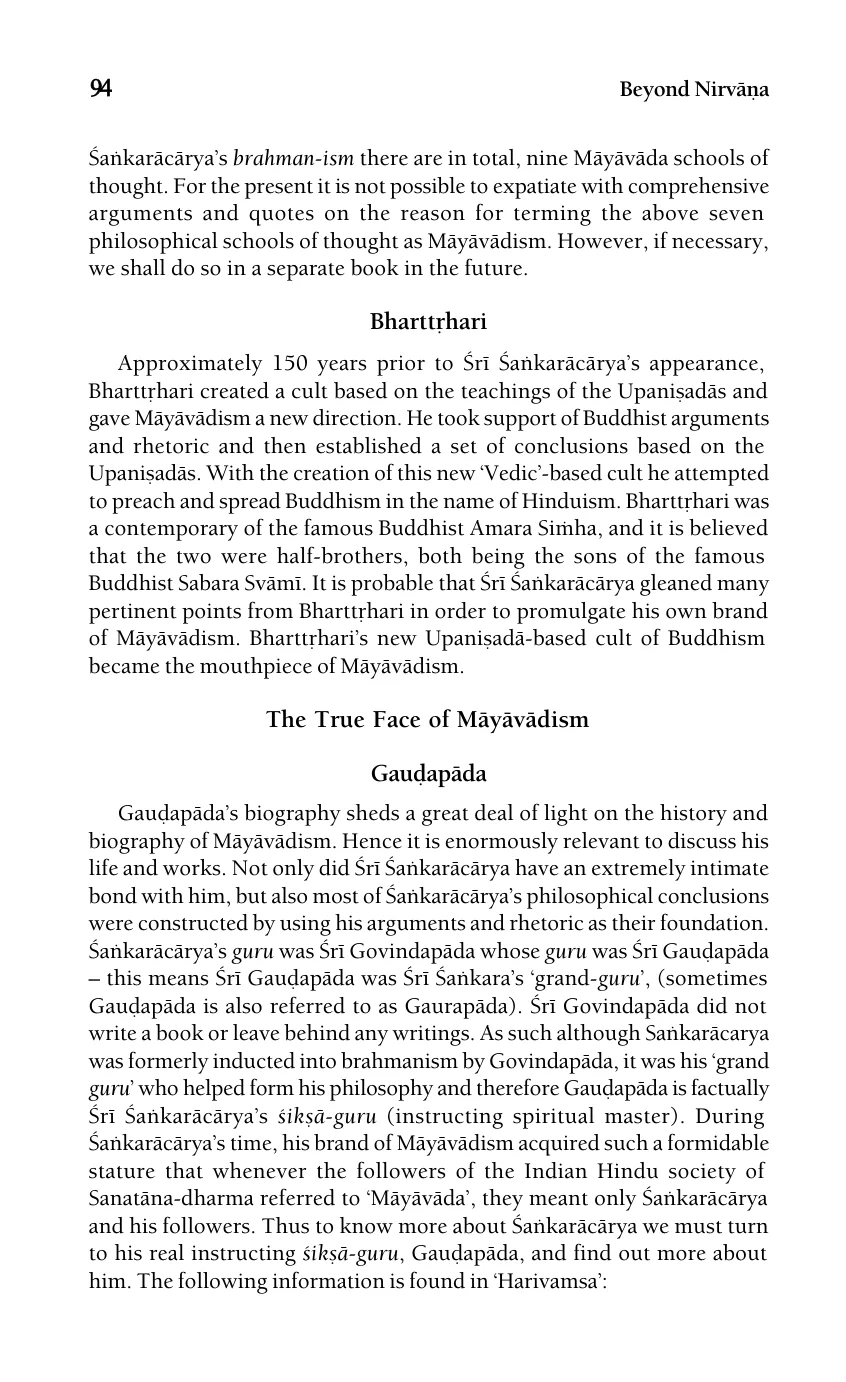 94 Beyond Nirvāṇa
Śaṅkarācārya’s brahman-ism there are in total, nine Māyāvāda schools of
thought. For the present it is not possible to expatiate with comprehensive
arguments and quotes on the reason for terming the above seven
philosophical schools of thought as Māyāvādism. However, if necessary,
we shall do so in a separate book in the future.
Bharttṛhari
Approximately 150 years prior to Śrī Śaṅkarācārya’s appearance,
Bharttṛhari created a cult based on the teachings of the Upaniṣadās and
gave Māyāvādism a new direction. He took support of Buddhist arguments
and rhetoric and then established a set of conclusions based on the
Upaniṣadās. With the creation of this new ‘Vedic’-based cult he attempted
to preach and spread Buddhism in the name of Hinduism. Bharttṛhari was
a contemporary of the famous Buddhist Amara Siṁha, and it is believed
that the two were half-brothers, both being the sons of the famous
Buddhist Sabara Svāmī. It is probable that Śrī Śaṅkarācārya gleaned many
pertinent points from Bharttṛhari in order to promulgate his own brand
of Māyāvādism. Bharttṛhari’s new Upaniṣadā-based cult of Buddhism
became the mouthpiece of Māyāvādism.
The True Face of Māyāvādism
Gauḍapāda
Gauḍapāda’s biography sheds a great deal of light on the history and
biography of Māyāvādism. Hence it is enormously relevant to discuss his
life and works. Not only did Śrī Śaṅkarācārya have an extremely intimate
bond with him, but also most of Śaṅkarācārya’s philosophical conclusions
were constructed by using his arguments and rhetoric as their foundation.
Śaṅkarācārya’s guru was Śrī Govindapāda whose guru was Śrī Gauḍapāda
– this means Śrī Gauḍapāda was Śrī Śaṅkara’s ‘grand-guru’, (sometimes
Gauḍapāda is also referred to as Gaurapāda). Śrī Govindapāda did not
write a book or leave behind any writings. As such although Saṅkarācarya
was formerly inducted into brahmanism by Govindapāda, it was his ‘grand
guru’ who helped form his philosophy and therefore Gauḍapāda is factually
Śrī Śaṅkarācārya’s śikṣā-guru (instructing spiritual master). During
Śaṅkarācārya’s time, his brand of Māyāvādism acquired such a formidable
stature that whenever the followers of the Indian Hindu society of
Sanatāna-dharma referred to ‘Māyāvāda’, they meant only Śaṅkarācārya
and his followers. Thus to know more about Śaṅkarācārya we must turn
to his real instructing śikṣā-guru, Gauḍapāda, and find out more about
him. The following information is found in ‘Harivamsa’: